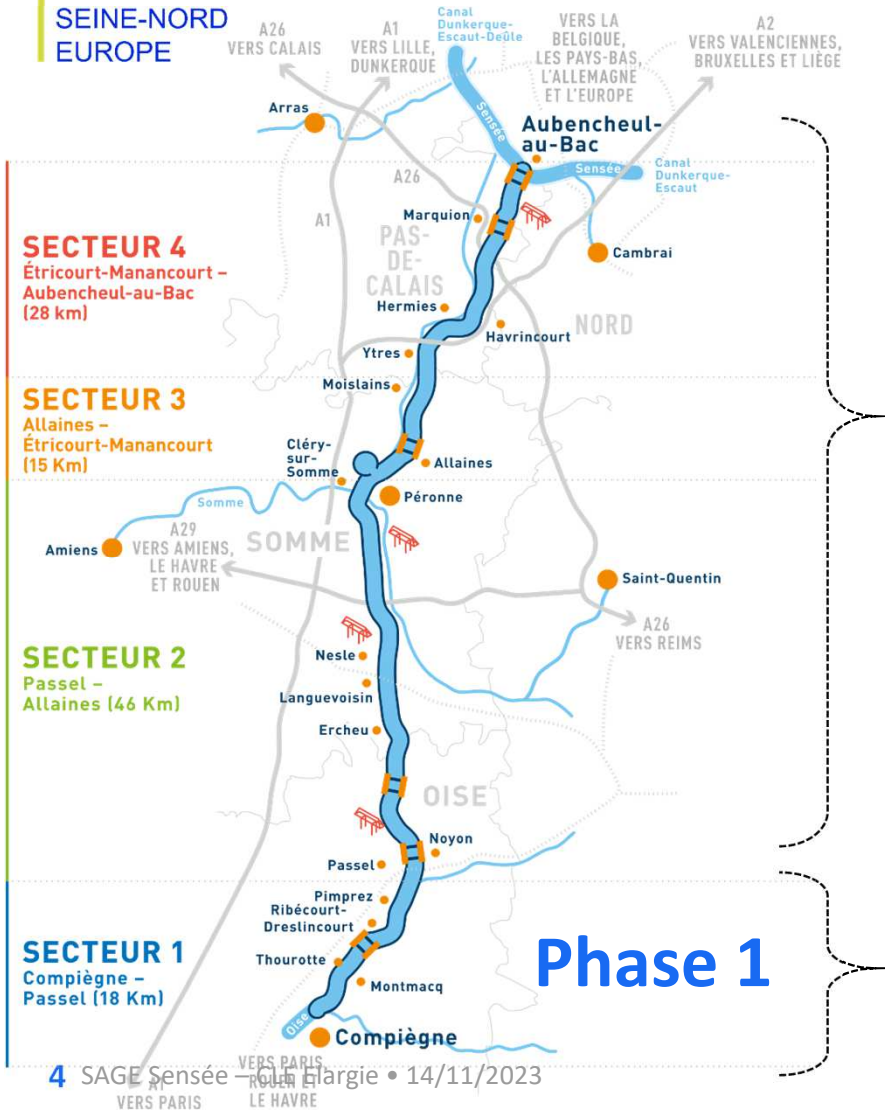 SEINE-NORD
EUROPE
A26
VERS CALAIS
A1
VERS LILLE,
DUNKERQUE
Canal
Dunkerque-
Escaut-Deûle
VERS LA
BELGIQUE,
LES PAYS-BAS,
L'ALLEMAGNE
ET L'EUROPE
A2
VERS VALENCIENNES,
BRUXELLES ET LIÈGE
Arras
Sensée
Aubencheul-
au-Bac
Sensée
Canal
Dunkerque-
Escaut
A26
A1
Marquion
PAS-
DE-
CALAIS
Cambrai
SECTEUR 4
Étricourt-Manancourt –
Aubencheul-au-Bac
(28 km)
Hermies
Havrincourt
NORD
Ytres
Moislains
SECTEUR 3
Allaines –
Étricourt-Manancourt
(15 Km)
Cléry-
sur-
Somme
Allaines
Péronne
Somme
Amiens
A29
VERS AMIENS,
LE HAVRE
ET ROUEN
SOMME
Saint-Quentin
A26
VERS REIMS
SECTEUR 2
Passel –
Allaines (46 Km)
Nesle
Languevoisin
Ercheu
OISE
Noyon
Passel
Pimprez
Ribécourt-
Dreslincourt
SECTEUR 1
Compiègne –
Passel (18 Km)
Thourotte
Montmacq
Phase 1
Oise
Compiègne
4 SAGE Sensée – CLE Elargie • 14/11/2023
A1
VERS PARIS
VERS PARIS,
ROUEN ET
LE HAVRE